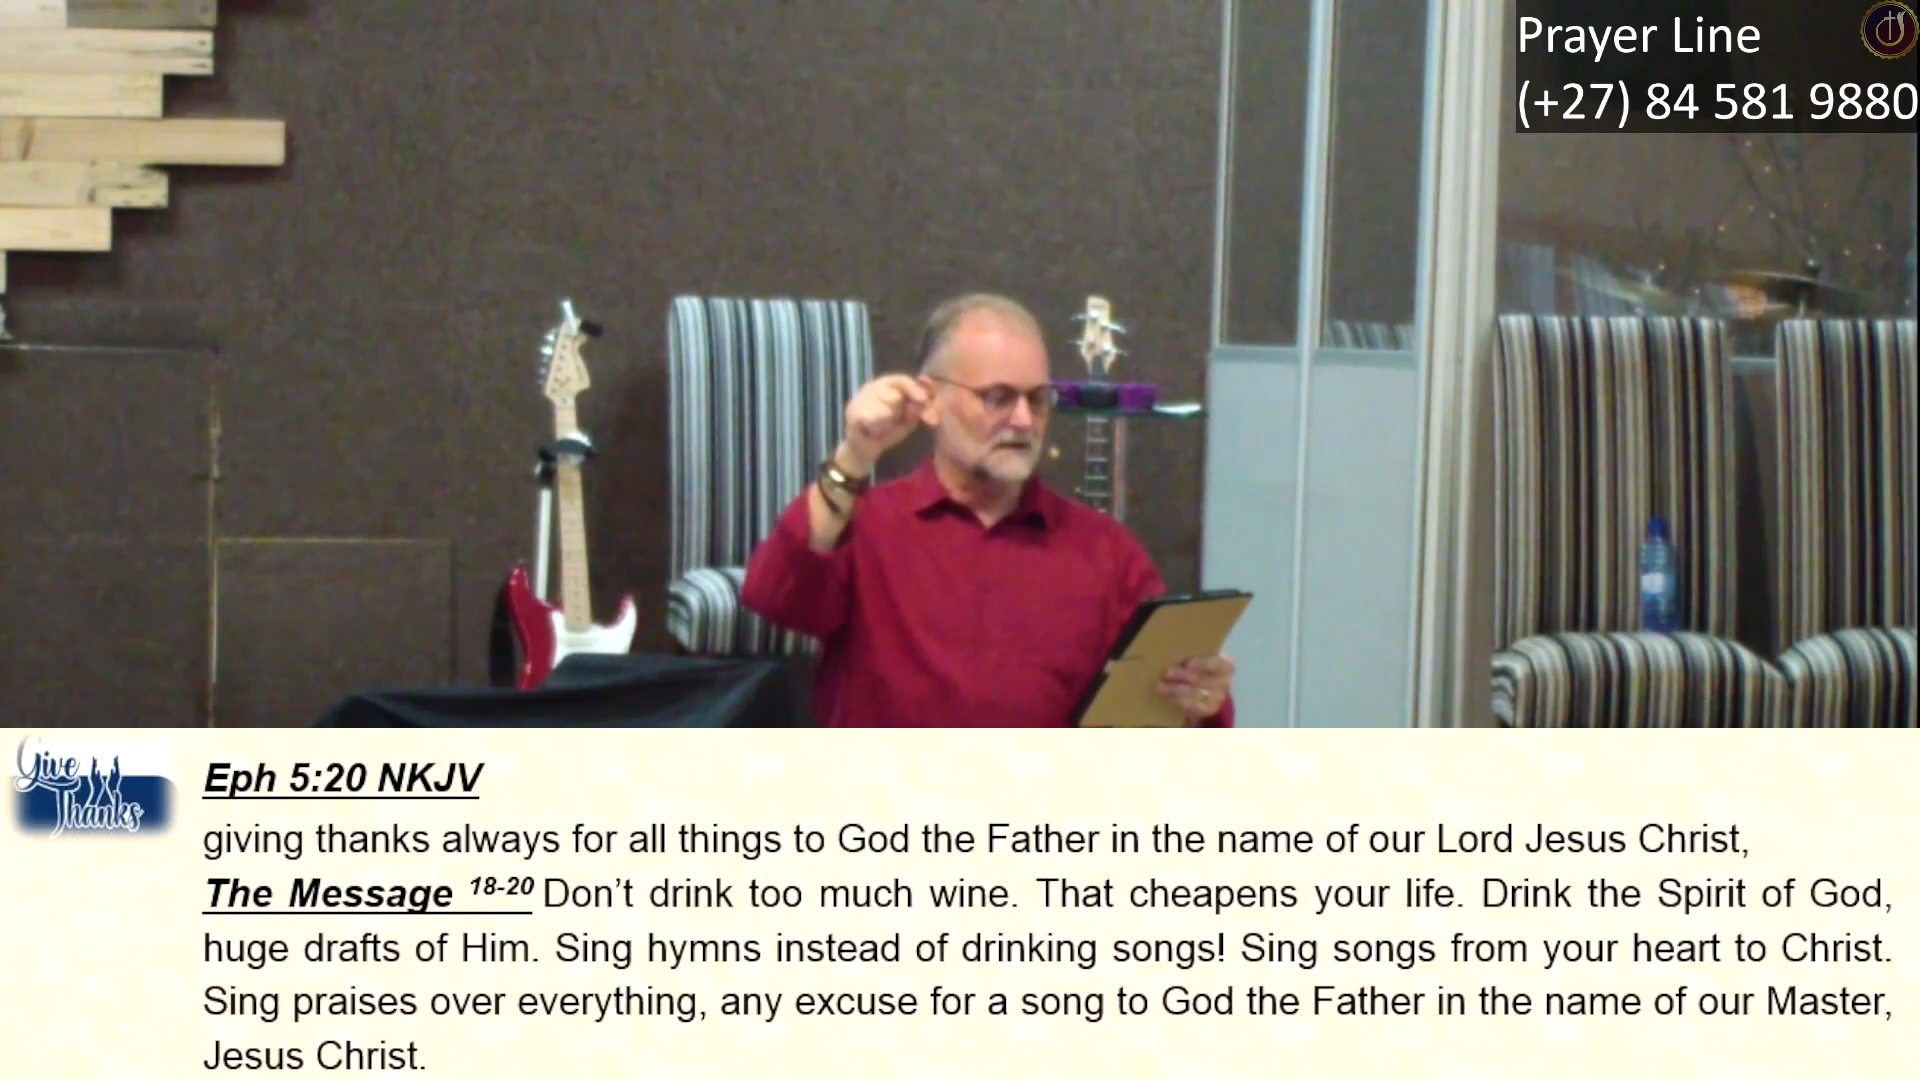 Prayer Line
(+27) 84 581 9880
Give
Thanks
Eph 5:20 NKJV
giving thanks always for all things to God the Father in the name of our Lord Jesus Christ,
The Message 18-20 Don’t drink too much wine. That cheapens your life. Drink the Spirit of God,
huge drafts of Him. Sing hymns instead of drinking songs! Sing songs from your heart to Christ.
Sing praises over everything, any excuse for a song to God the Father in the name of our Master,
Jesus Christ.